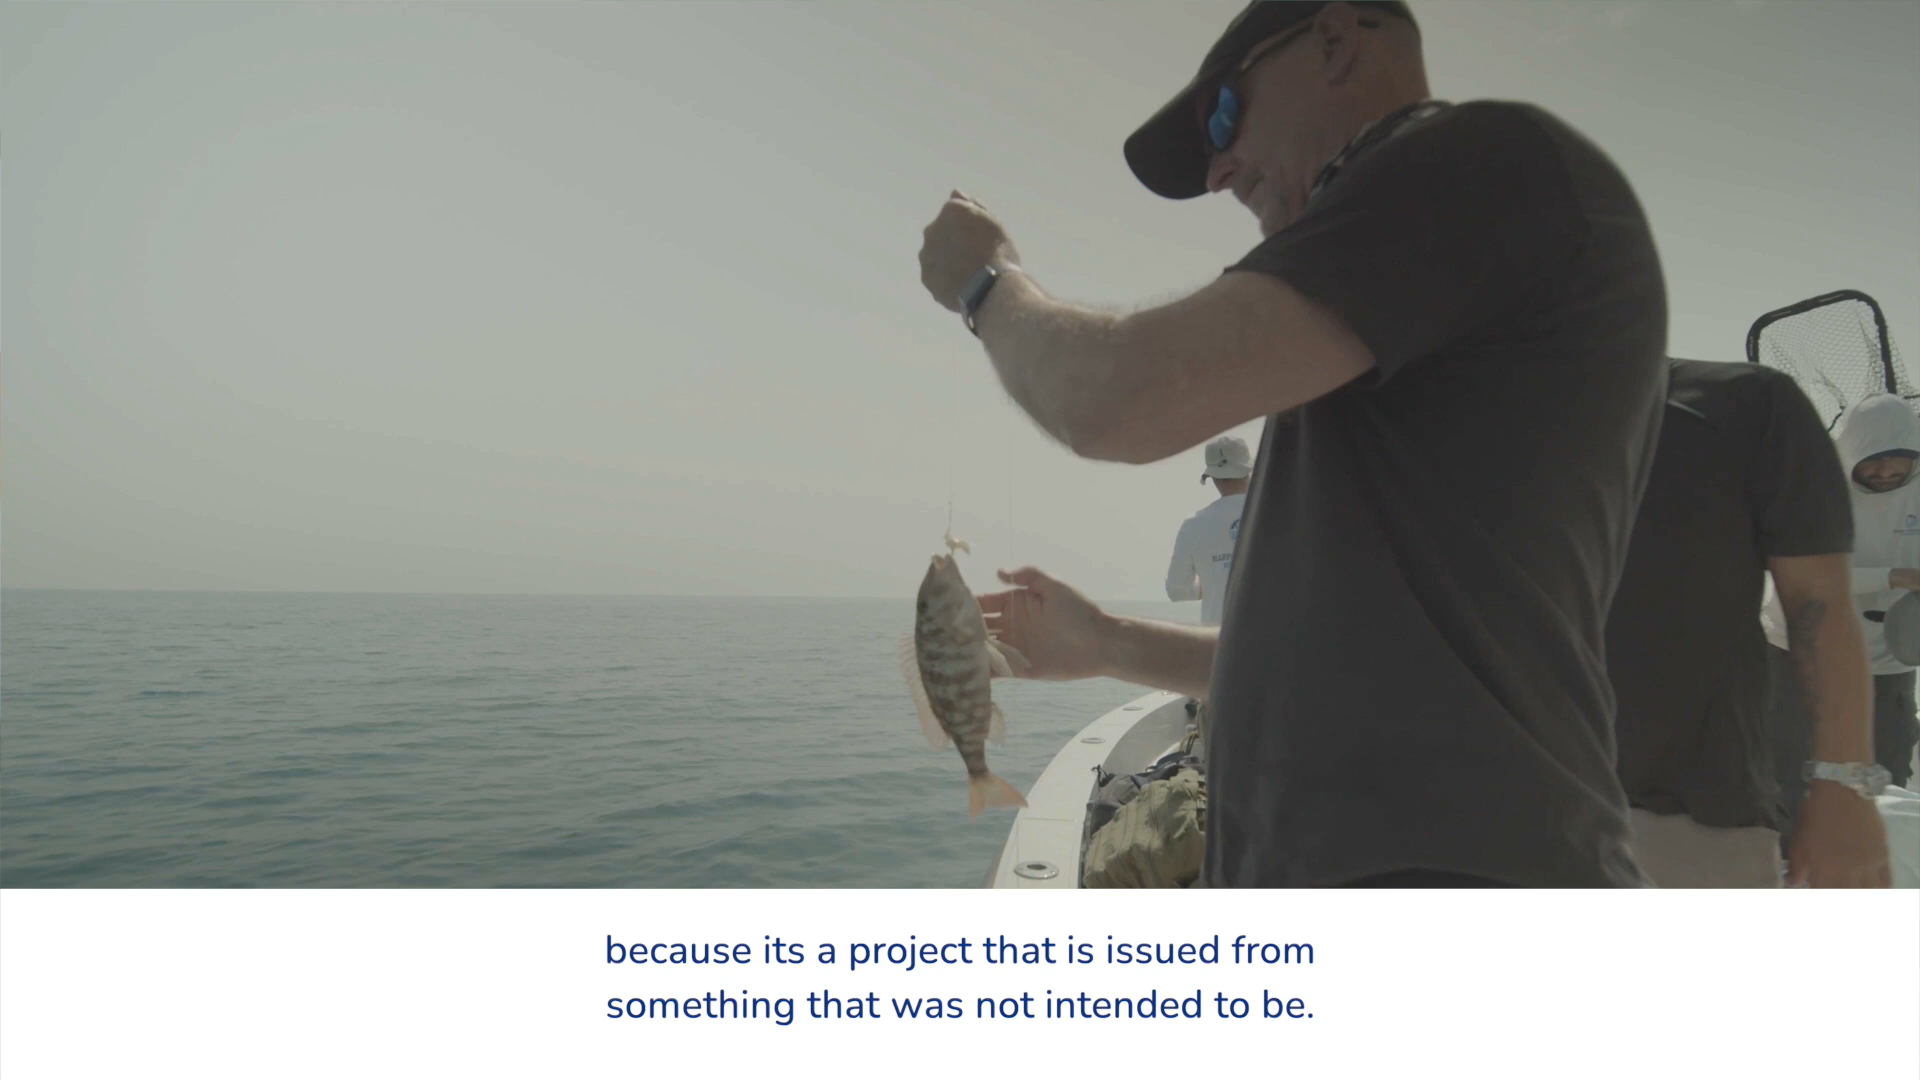 because its a project that is issued from
something that was not intended to be.